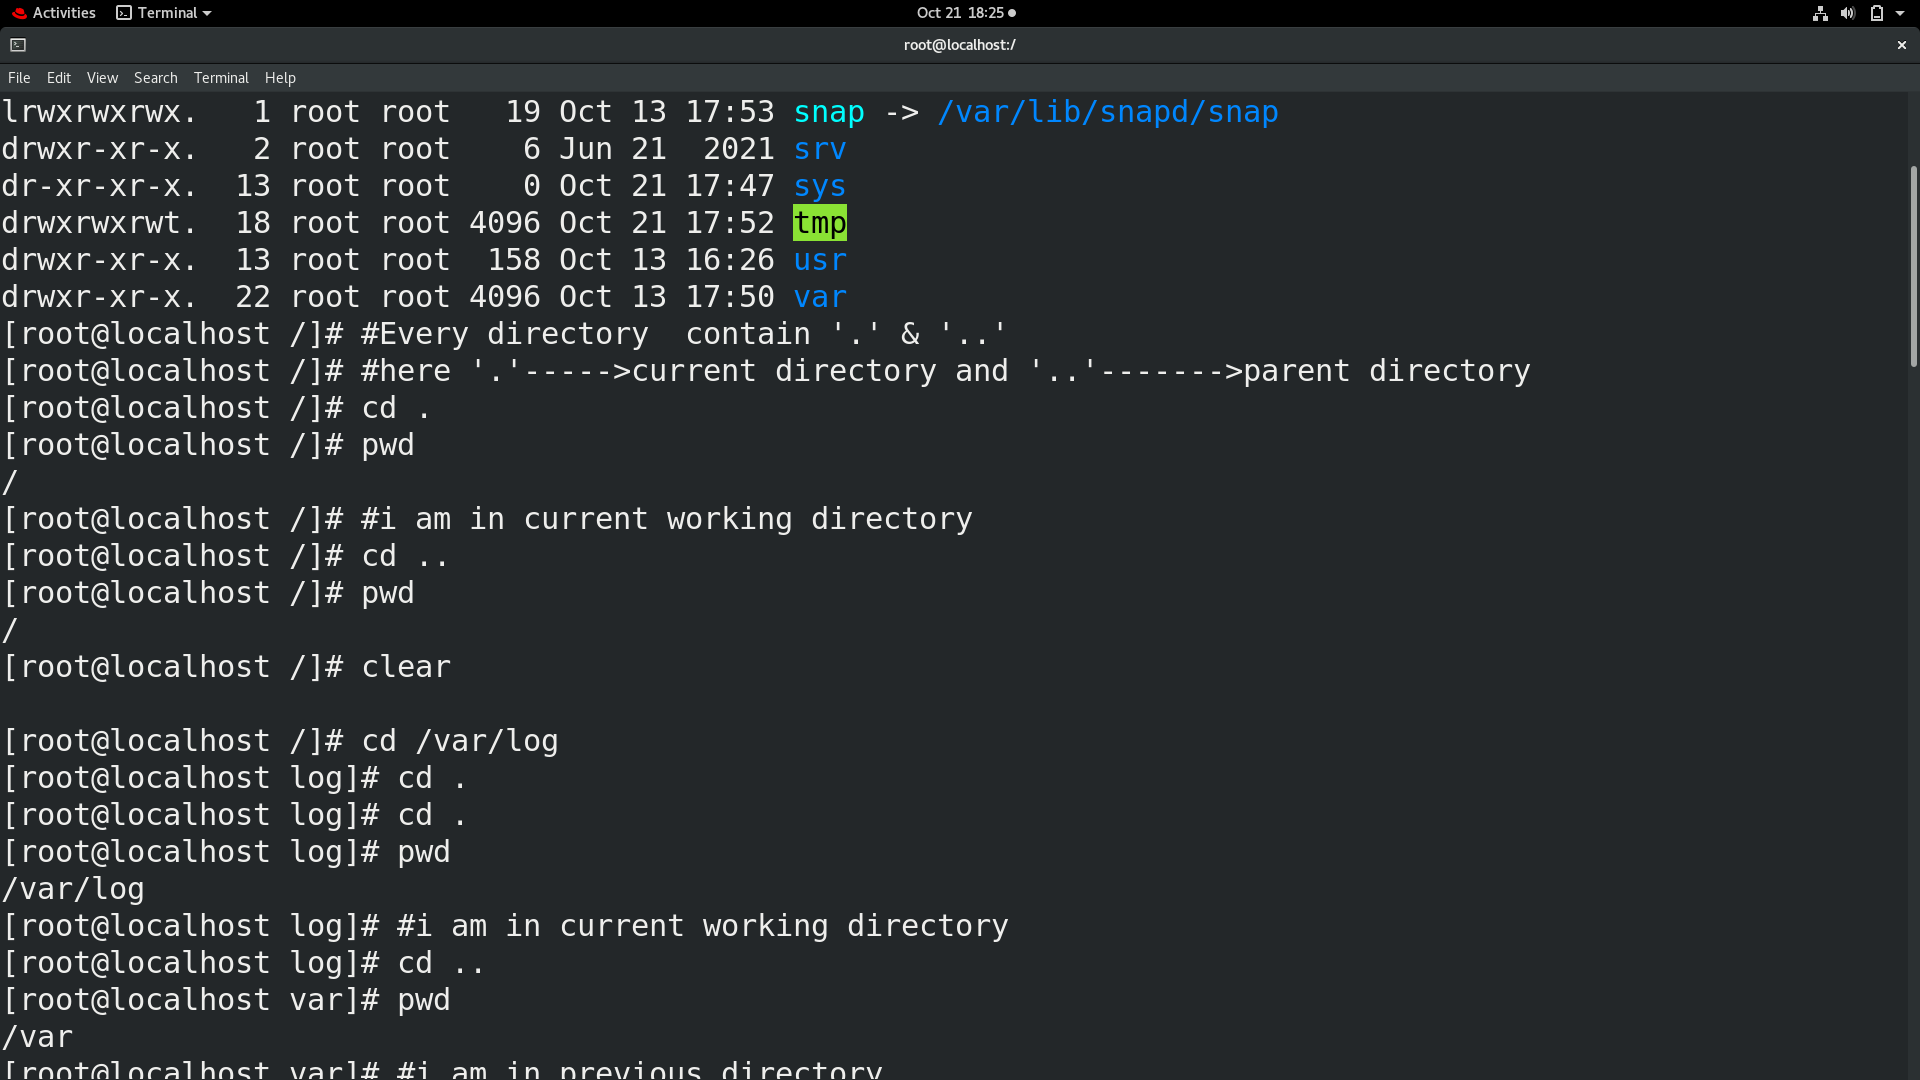 Activities Terminal Oct 21 18:25
root@localhost:/
File Edit View Search Terminal Help
lrwxrwxrwx.   1 root root   19 Oct 13 17:53 snap -> /var/lib/snapd/snap
drwxr-xr-x.   2 root root    6 Jun 21  2021 srv
dr-xr-xr-x.  13 root root    0 Oct 21 17:47 sys
drwxrwxrwt.  18 root root 4096 Oct 21 17:52 tmp
drwxr-xr-x.  13 root root  158 Oct 13 16:26 usr
drwxr-xr-x.  22 root root 4096 Oct 13 17:50 var
[root@localhost /]# #Every directory  contain '.' & '..'
[root@localhost /]# #here '.'----->current directory and '..'------->parent directory
[root@localhost /]# cd .
[root@localhost /]# pwd
/
[root@localhost /]# #i am in current working directory
[root@localhost /]# cd ..
[root@localhost /]# pwd
/
[root@localhost /]# clear
[root@localhost /]# cd /var/log
[root@localhost log]# cd .
[root@localhost log]# cd .
[root@localhost log]# pwd
/var/log
[root@localhost log]# #i am in current working directory
[root@localhost log]# cd ..
[root@localhost var]# pwd
/var
[root@localhost var]# #i am in previous directory